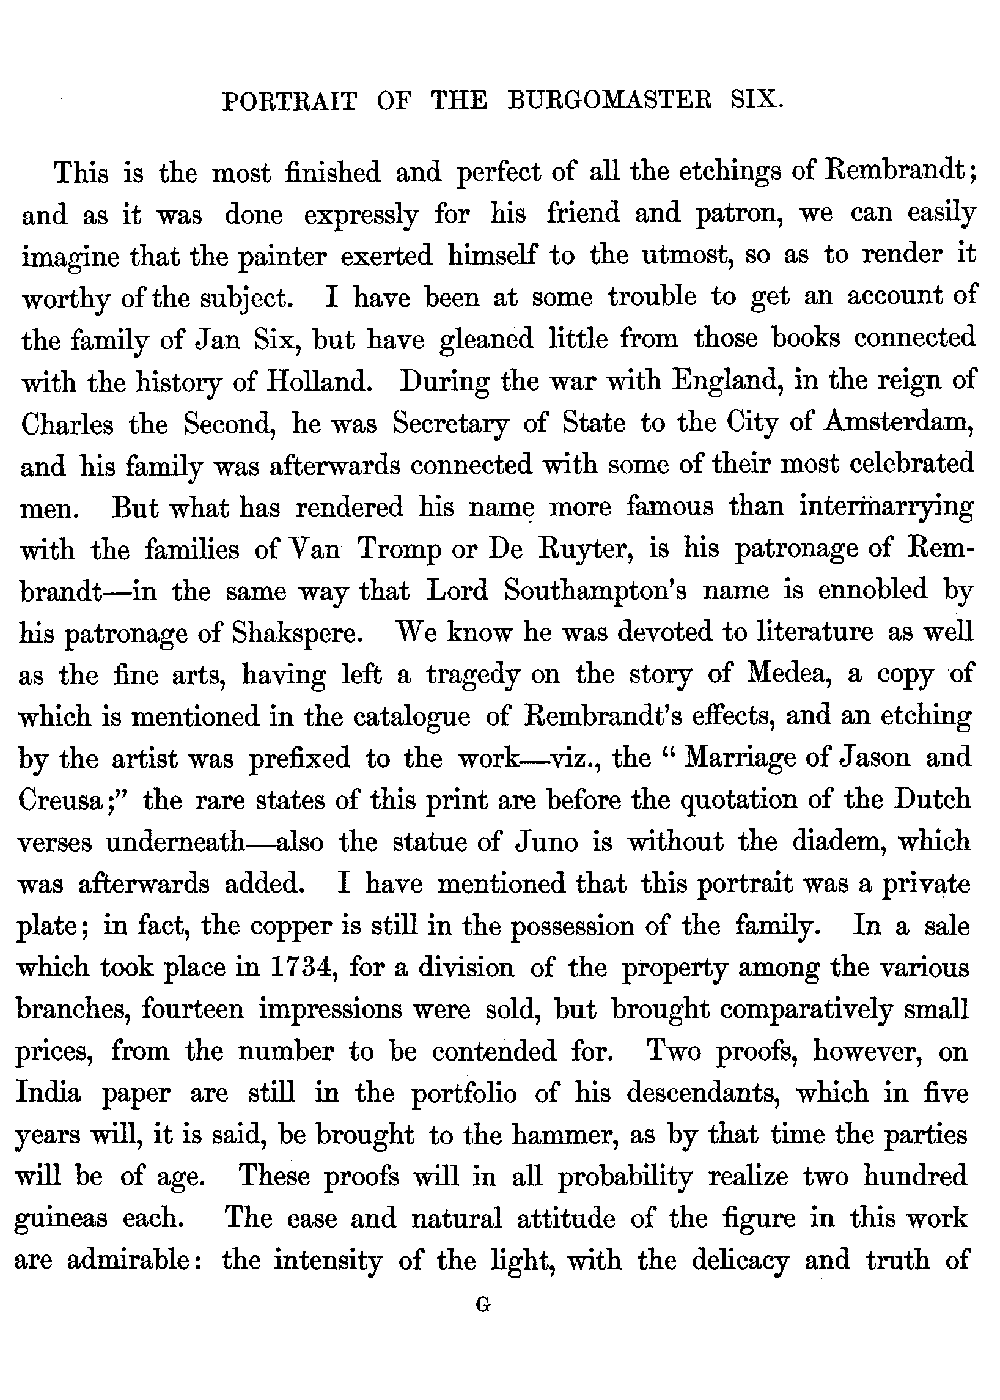 PORTRAIT OF THE BURGOMASTER SIX.
This is the most finished and perfect of all the etchings of Rembrandt;
and as it was done expressly for his friend and patron, we can easily
imagine that the painter exerted himself to the utmost, so as to render it
worthy of the subject. I have been at some trouble to get an account of
the family of Jan Six, but have gleaned little from those books connected
with the history of Holland. During the war with England, in the reign of
Charles the Second, he was Secretary of State to the City of Amsterdam,
and his family was afterwards connected with some of their most celebrated
men. But what has rendered his name more famous than intermarrying
with the families of Van Tromp or De Ruyter, is his patronage of Rem-
brandt—in the same way that Lord Southampton's name is ennobled by
his patronage of Shakspere. We know he was devoted to literature as well
as the fine arts, having left a tragedy on the story of Medea, a copy of
which is mentioned in the catalogue of Rembrandt's effects, and an etching
by the artist was prefixed to the work—viz., the “ Marriage of Jason and
Creusa;” the rare states of this print are before the quotation of the Dutch
verses underneath—also the statue of Juno is without the diadem, which
was afterwards added. I have mentioned that this portrait was a private
plate; in fact, the copper is still in the possession of the family. In a sale
which took place in 1734, for a division of the property among the various
branches, fourteen impressions were sold, but brought comparatively small
prices, from the number to be contended for. Two proofs, however, on
India paper are still in the portfolio of his descendants, which in five
years will, it is said, be brought to the hammer, as by that time the parties
will be of age. These proofs will in all probability realize two hundred
guineas each. The ease and natural attitude of the figure in this work
are admirable: the intensity of the light, with the delicacy and truth of
G